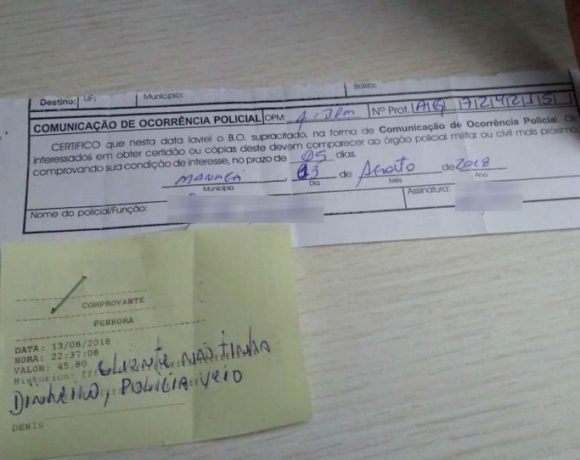 Destino: UF: Município: Bairro:
COMUNICAÇÃO DE OCORRÊNCIA POLICIAL OPM Nº Prot.
CERTIFICO que nesta data lavrei o B.O. supracitado, na forma de Comunicação de Ocorrência Policial. Os
interessados em obter certidão ou cópias deste devem comparecer ao órgão policial militar ou civil mais próximo
comprovando sua condição de interesse, no prazo de 05 dias.
13 de Agosto de 2018
Município Dia Mês Ano
Nome do policial/Função: Assinatura:
COMPROVANTE
PENHORA
DATA: 13/08/2018
HORA: 22:37:08
VALOR: 45,80
CLIENTE NÃO TINHA
Histórico:
DINHEIRO, POLICIA VEIO
DENIS